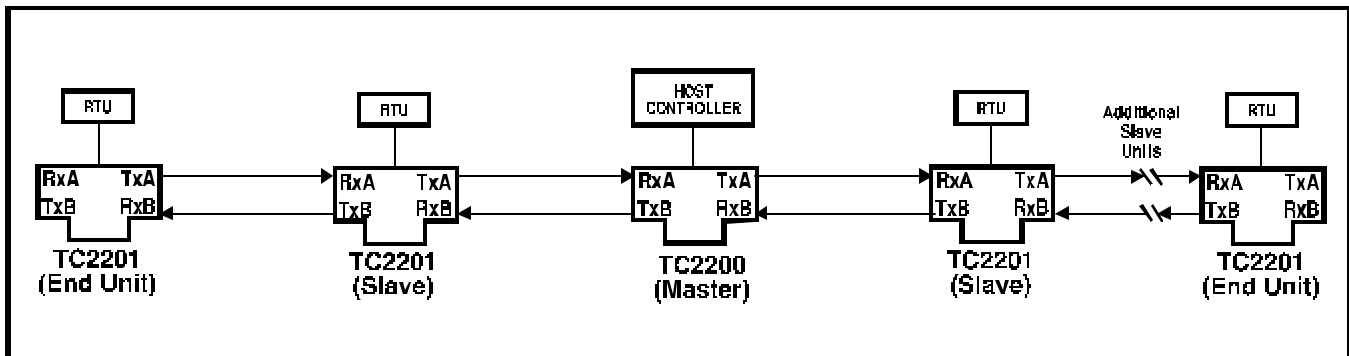 RTU
RTU
HOST
CONTROLLER
RTU
Additional
Slave
Units
RTU
RxA TxA
TxB RxB
RxA TxA
TxB RxB
RxA TxA
TxB RxB
RxA TxA
TxB RxB
RxA TxA
TxB RxB
TC2201
(End Unit)
TC2201
(Slave)
TC2200
(Master)
TC2201
(Slave)
TC2201
(End Unit)